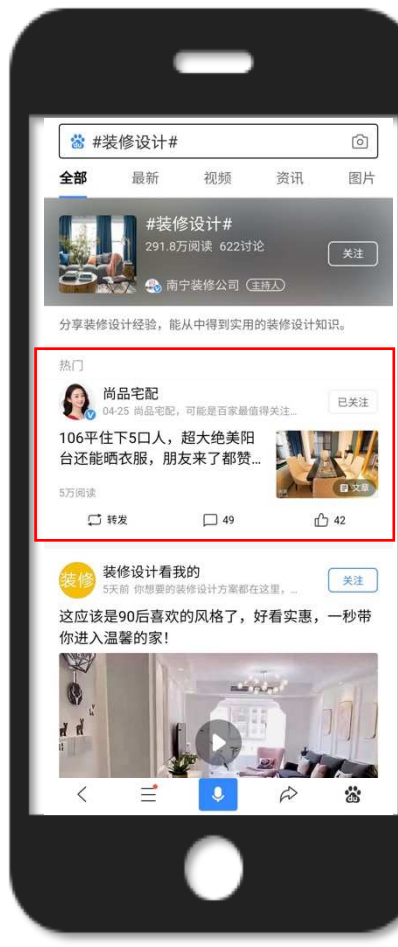 #装修设计#
全部 最新 视频 资讯 图片
#装修设计#
291.8万阅读 622讨论
关注
南宁装修公司 主持人
分享装修设计经验，能从中得到实用的装修设计知识。
热门
尚品宅配
04-25 尚品宅配，可能是百家最值得关注...
已关注
106平住下5口人，超大绝美阳
台还能晒衣服，朋友来了都赞...
文章
5万阅读
转发 49 42
装修
装修设计看我的
5天前 你想要的装修设计方案都在这里，...
关注
这应该是90后喜欢的风格了，好看实惠，一秒带
你进入温馨的家！
du